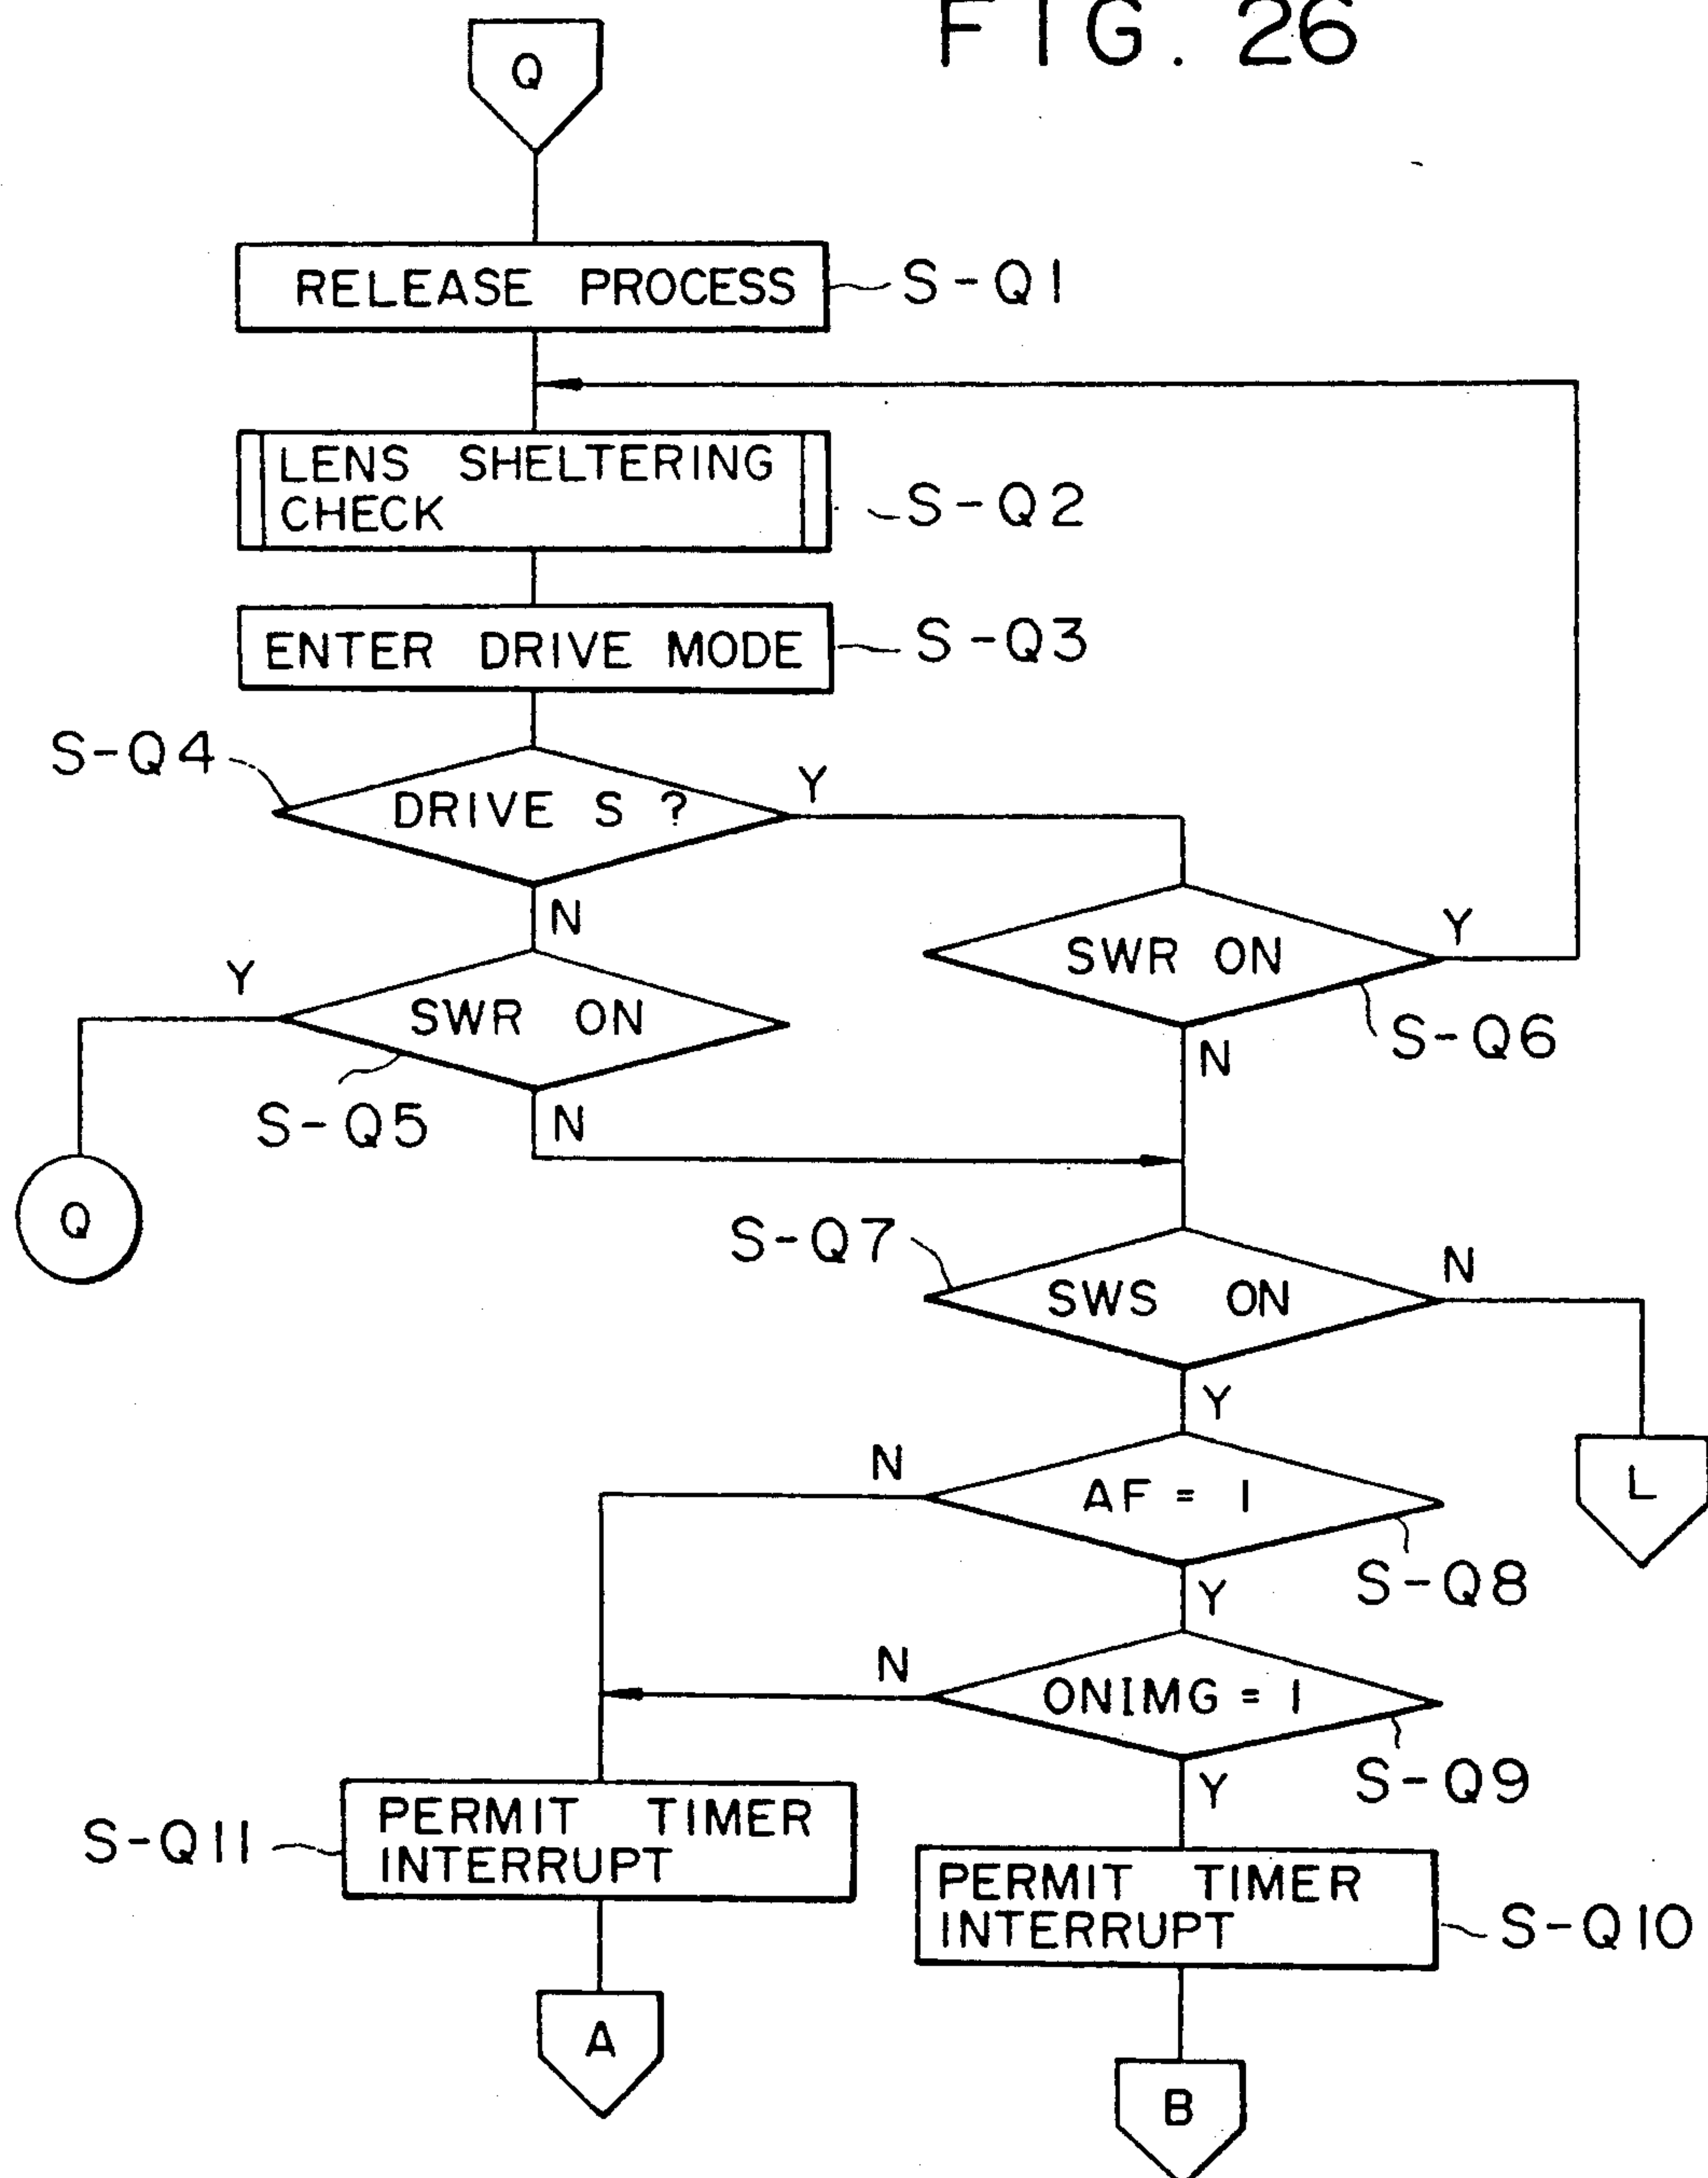 FIG. 26
Q
RELEASE PROCESS
S-Q1
LENS SHELTERING
CHECK
S-Q2
ENTER DRIVE MODE
S-Q3
S-Q4
DRIVE S ?
Y
N
SWR ON
Y
S-Q6
N
Y
SWR ON
S-Q5
N
Q
S-Q7
SWS ON
N
L
Y
N
AF = 1
S-Q8
Y
N
ONIMG = 1
S-Q9
Y
S-Q11
PERMIT TIMER
INTERRUPT
PERMIT TIMER
INTERRUPT
S-Q10
A
B